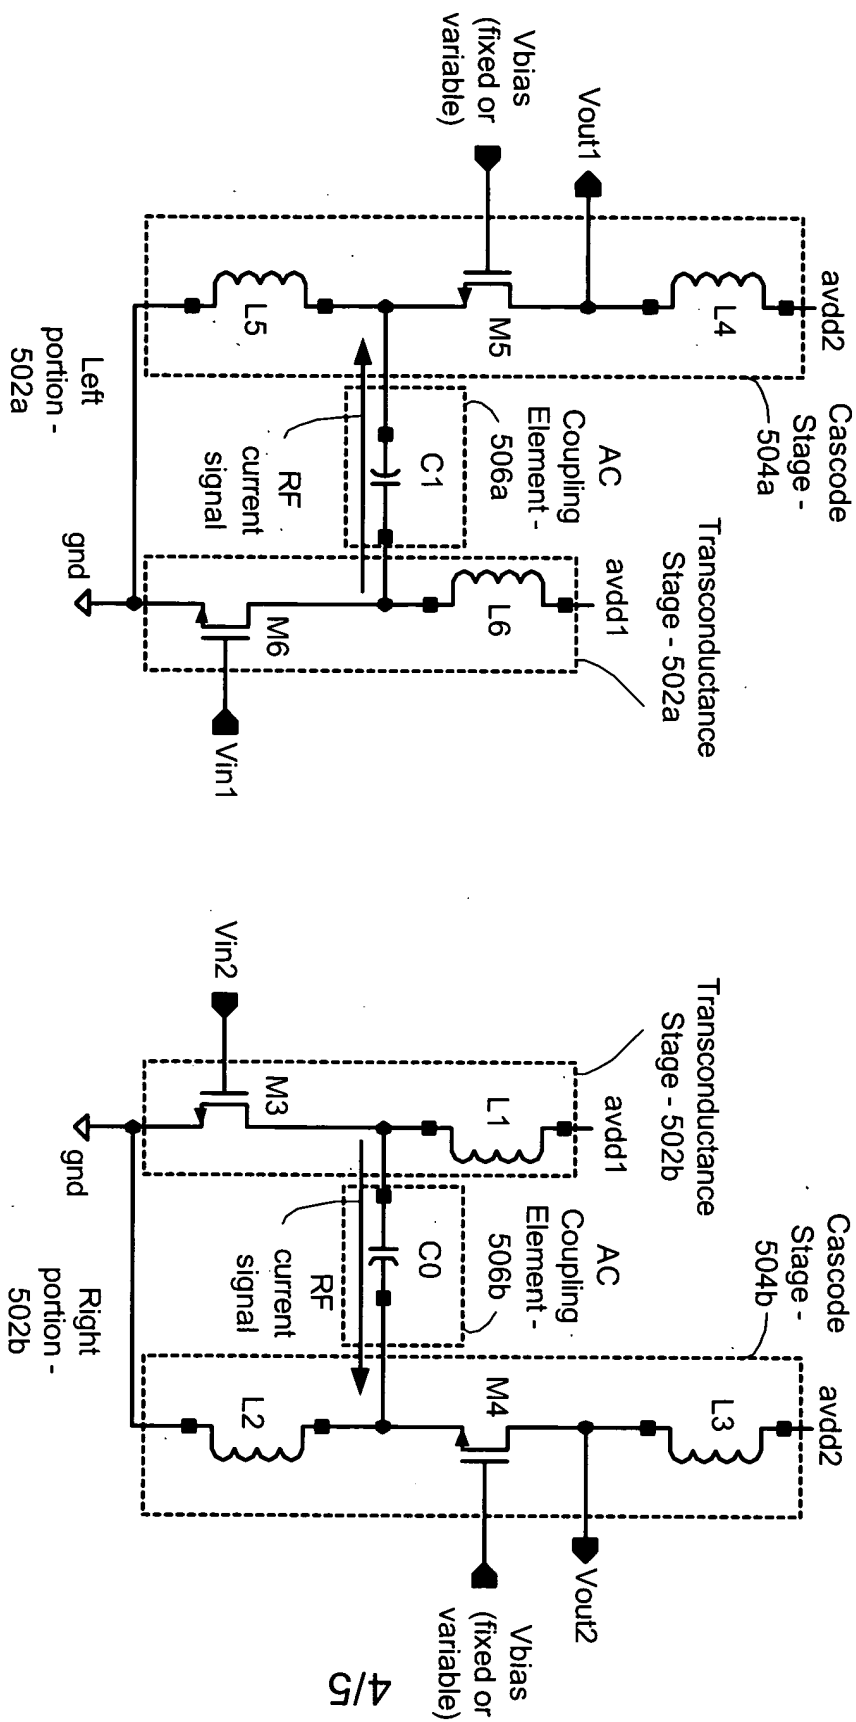 Vbias
(fixed or
variable)
Vout1
avdd2
L4
M5
L5
Cascode
Stage -
504a
AC
Coupling
Element -
506a
C1
RF
current
signal
Left
portion -
502a
Transconductance
Stage - 502a
avdd1
L6
M6
gnd
Vin1
Vin2
Transconductance
Stage - 502b
avdd1
L1
M3
gnd
AC
Coupling
Element -
506b
C0
RF
current
signal
Right
portion -
502b
Cascode
Stage -
504b
avdd2
L3
M4
L2
Vout2
Vbias
(fixed or
variable)
4/5